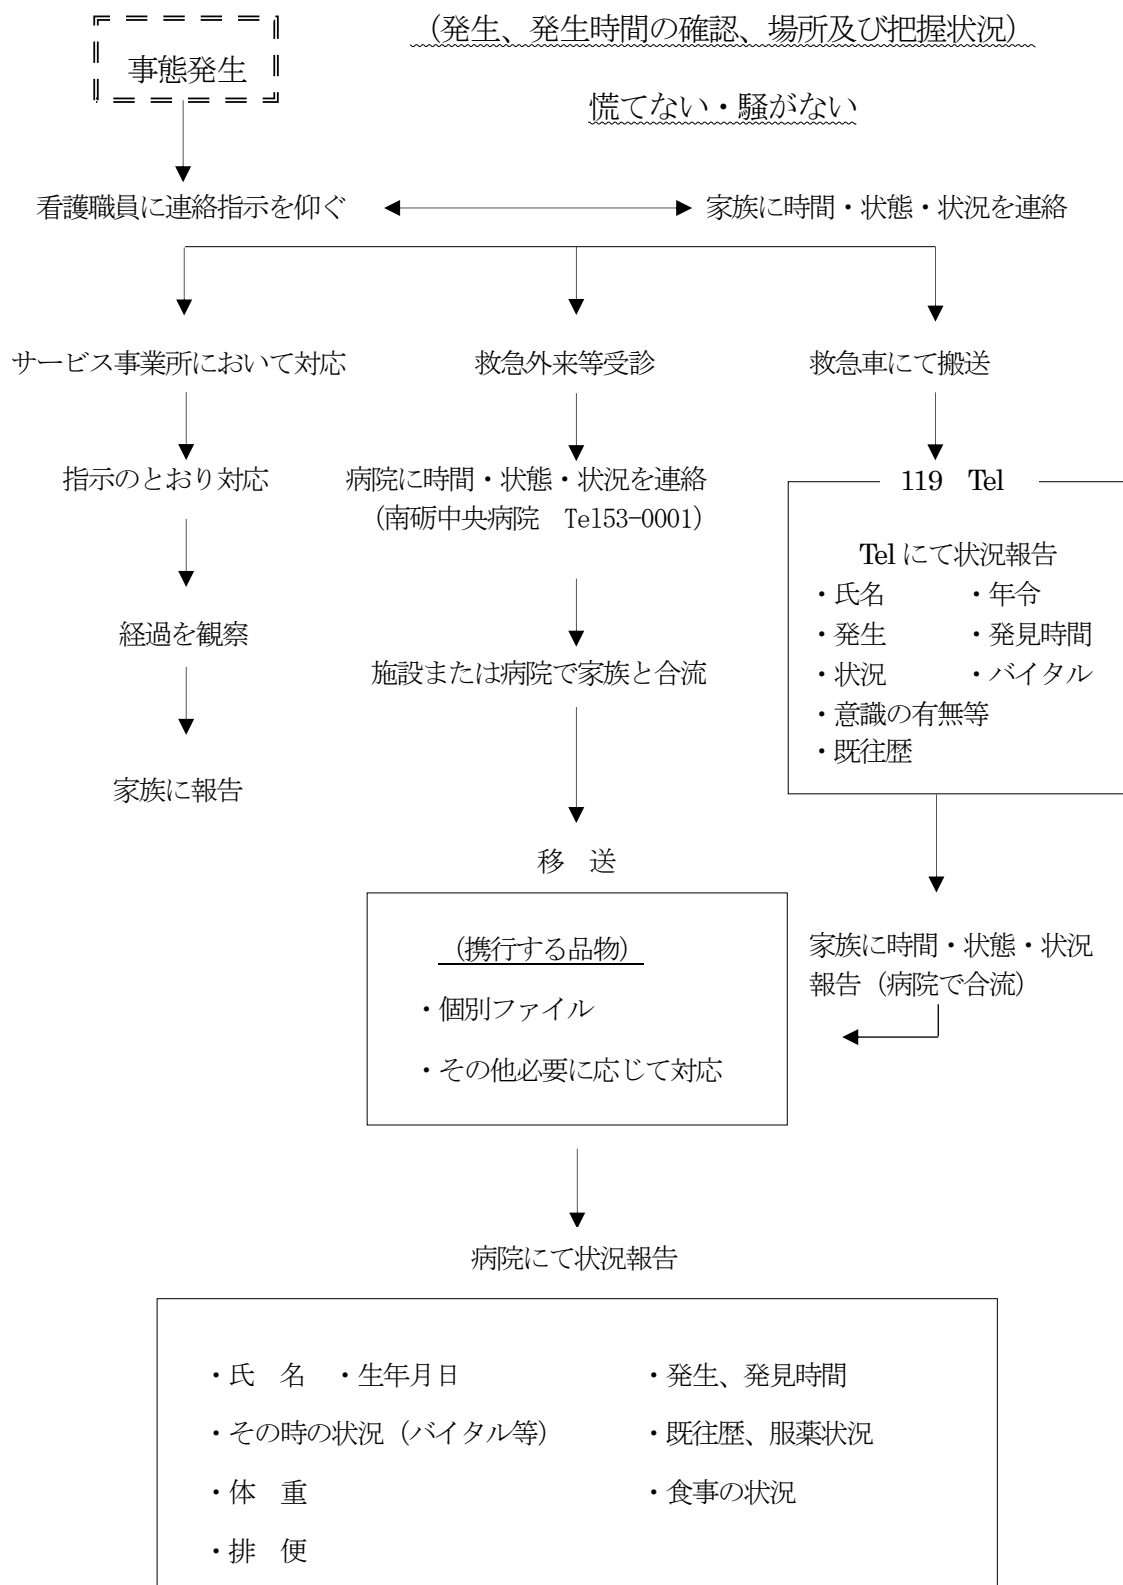 (発生、発生時間の確認、場所及び把握状況)
事態発生
慌てない・騒がない
看護職員に連絡指示を仰ぐ
家族に時間・状態・状況を連絡
サービス事業所において対応
救急外来等受診
救急車にて搬送
指示のとおり対応
病院に時間・状態・状況を連絡
(南砺中央病院　Tel53-0001)
119　Tel
Tel にて状況報告
・氏名　・年令
・発生　・発見時間
・状況　・バイタル
・意識の有無等
・既往歴
経過を観察
施設または病院で家族と合流
家族に報告
移　送
(携行する品物)
・個別ファイル
・その他必要に応じて対応
家族に時間・状態・状況
報告（病院で合流）
病院にて状況報告
・氏　名　・生年月日　・発生、発見時間
・その時の状況（バイタル等）　・既往歴、服薬状況
・体　重　・食事の状況
・排　便